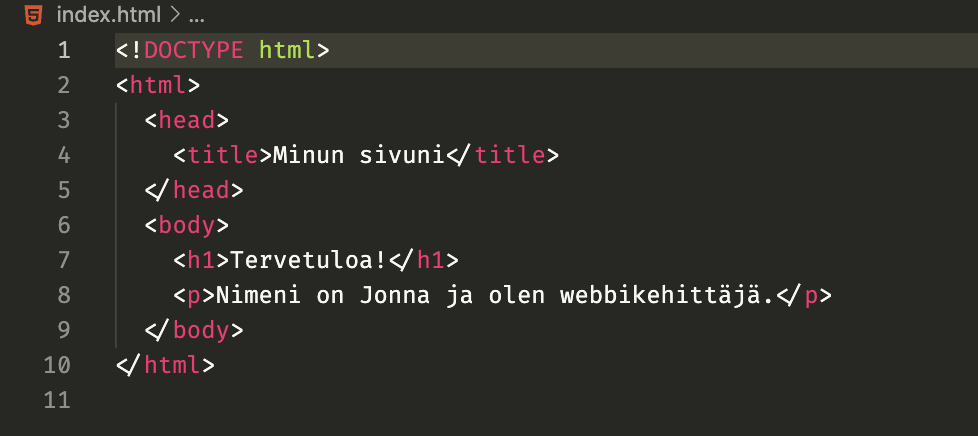 index.html > ...
1 <!DOCTYPE html>
2 <html>
3   <head>
4     <title>Minun sivuni</title>
5   </head>
6   <body>
7     <h1>Tervetuloa!</h1>
8     <p>Nimeni on Jonna ja olen webbikehittäjä.</p>
9   </body>
10 </html>
11